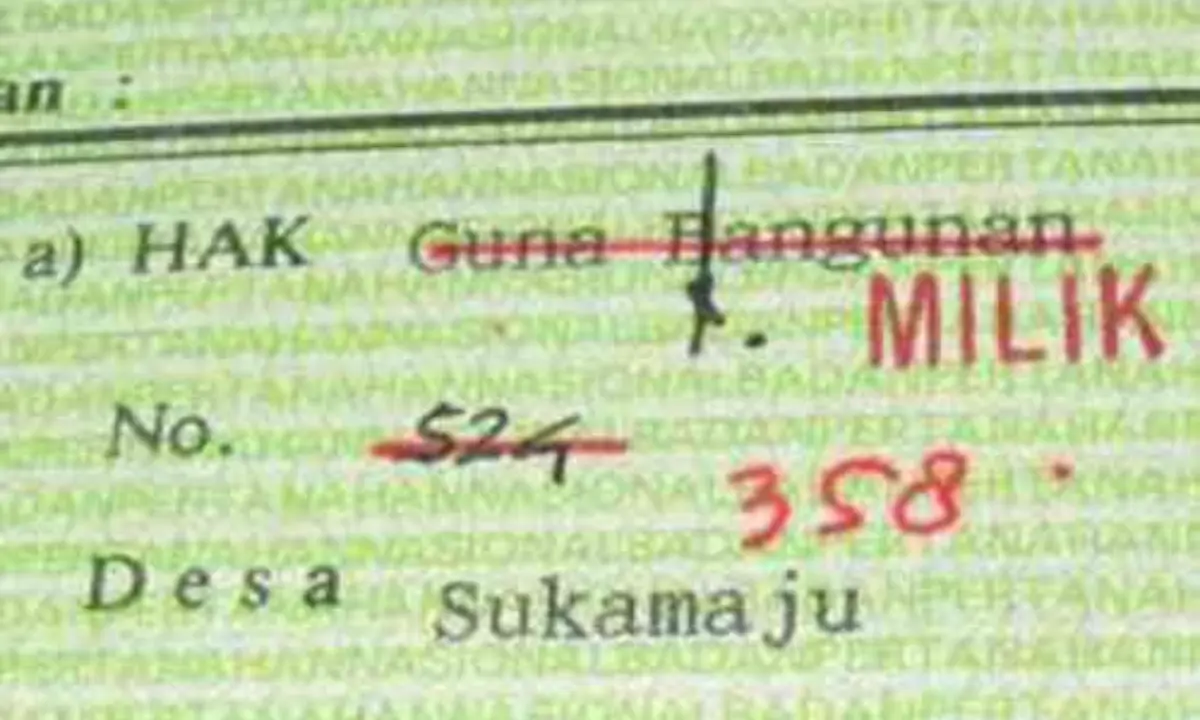 an :
a) HAK Guna Bangunan
MILIK
No. 524
358
Desa Sukamaju